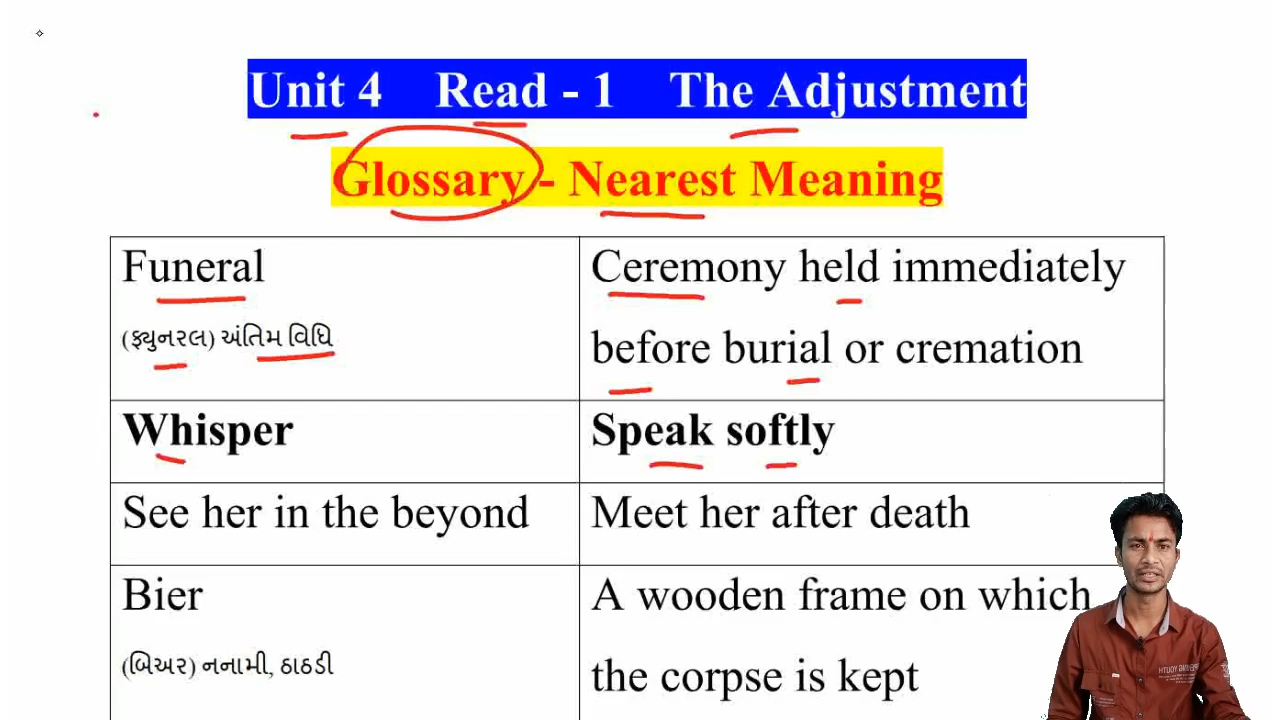 Unit 4 Read - 1 The Adjustment
Glossary - Nearest Meaning
Funeral
(ફ્યુનરલ) અંતિમ વિધિ
Ceremony held immediately
before burial or cremation
Whisper
Speak softly
See her in the beyond
Meet her after death
Bier
(બિઅર) નનામી, ઠાઠડી
A wooden frame on which
the corpse is kept